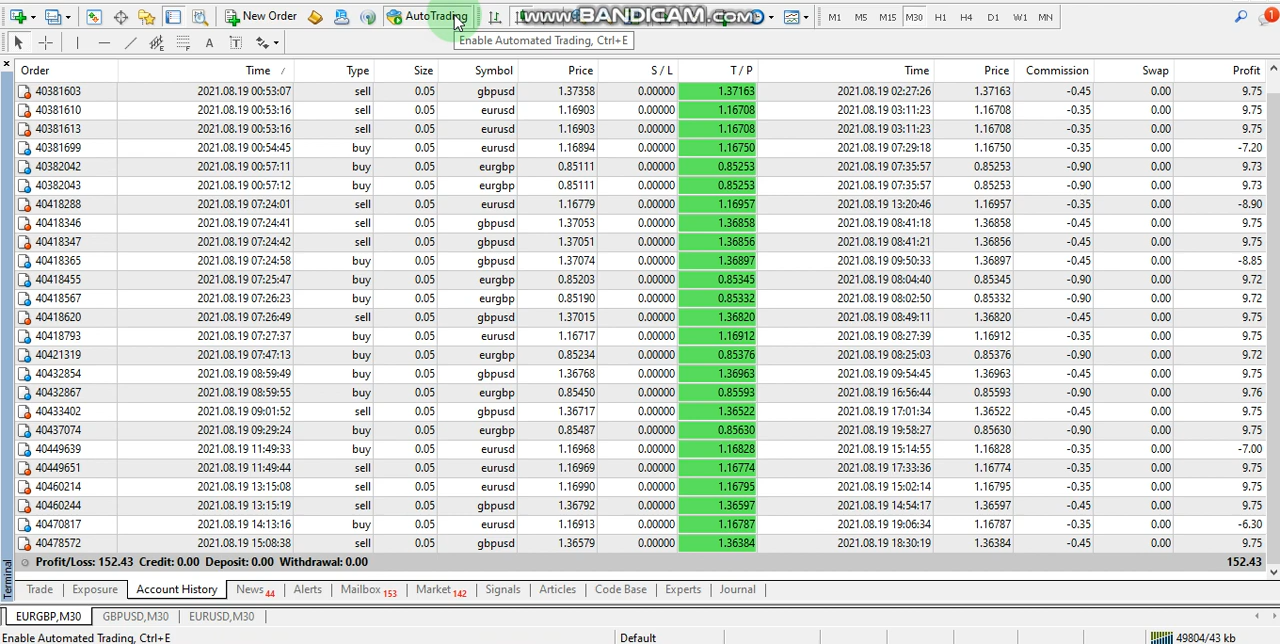 New Order AutoTrading www.BANDICAM.com M1 M5 M15 M30 H1 H4 D1 W1 MN 1
A T Enable Automated Trading, Ctrl+E
Order Time / Type Size Symbol Price S / L T / P Time Price Commission Swap Profit
40381603 2021.08.19 00:53:07 sell 0.05 gbpusd 1.37358 0.00000 1.37163 2021.08.19 02:27:26 1.37163 -0.45 0.00 9.75
40381610 2021.08.19 00:53:16 sell 0.05 eurusd 1.16903 0.00000 1.16708 2021.08.19 03:11:23 1.16708 -0.35 0.00 9.75
40381613 2021.08.19 00:53:16 sell 0.05 eurusd 1.16903 0.00000 1.16708 2021.08.19 03:11:23 1.16708 -0.35 0.00 9.75
40381699 2021.08.19 00:54:45 buy 0.05 eurusd 1.16894 0.00000 1.16750 2021.08.19 07:29:18 1.16750 -0.35 0.00 -7.20
40382042 2021.08.19 00:57:11 buy 0.05 eurgbp 0.85111 0.00000 0.85253 2021.08.19 07:35:57 0.85253 -0.90 0.00 9.73
40382043 2021.08.19 00:57:12 buy 0.05 eurgbp 0.85111 0.00000 0.85253 2021.08.19 07:35:57 0.85253 -0.90 0.00 9.73
40418288 2021.08.19 07:24:01 sell 0.05 eurusd 1.16779 0.00000 1.16957 2021.08.19 13:20:46 1.16957 -0.35 0.00 -8.90
40418346 2021.08.19 07:24:41 sell 0.05 gbpusd 1.37053 0.00000 1.36858 2021.08.19 08:41:18 1.36858 -0.45 0.00 9.75
40418347 2021.08.19 07:24:42 sell 0.05 gbpusd 1.37051 0.00000 1.36856 2021.08.19 08:41:21 1.36856 -0.45 0.00 9.75
40418365 2021.08.19 07:24:58 sell 0.05 gbpusd 1.37074 0.00000 1.36897 2021.08.19 09:50:33 1.36897 -0.45 0.00 -8.85
40418455 2021.08.19 07:25:47 buy 0.05 eurgbp 0.85203 0.00000 0.85345 2021.08.19 08:04:40 0.85345 -0.90 0.00 9.72
40418567 2021.08.19 07:26:23 buy 0.05 eurgbp 0.85190 0.00000 0.85332 2021.08.19 08:02:50 0.85332 -0.90 0.00 9.72
40418620 2021.08.19 07:26:49 sell 0.05 gbpusd 1.37015 0.00000 1.36820 2021.08.19 08:49:11 1.36820 -0.45 0.00 9.75
40418793 2021.08.19 07:27:37 buy 0.05 eurusd 1.16717 0.00000 1.16912 2021.08.19 08:27:39 1.16912 -0.35 0.00 9.75
40421319 2021.08.19 07:47:13 buy 0.05 eurgbp 0.85234 0.00000 0.85376 2021.08.19 08:25:03 0.85376 -0.90 0.00 9.72
40432854 2021.08.19 08:59:49 buy 0.05 gbpusd 1.36768 0.00000 1.36963 2021.08.19 09:54:45 1.36963 -0.45 0.00 9.75
40432867 2021.08.19 08:59:55 buy 0.05 eurgbp 0.85450 0.00000 0.85593 2021.08.19 16:56:44 0.85593 -0.90 0.00 9.76
40433402 2021.08.19 09:01:52 sell 0.05 gbpusd 1.36717 0.00000 1.36522 2021.08.19 17:01:34 1.36522 -0.45 0.00 9.75
40437074 2021.08.19 09:29:24 buy 0.05 eurgbp 0.85487 0.00000 0.85630 2021.08.19 19:58:27 0.85630 -0.90 0.00 9.75
40449639 2021.08.19 11:49:33 buy 0.05 eurusd 1.16968 0.00000 1.16828 2021.08.19 15:14:55 1.16828 -0.35 0.00 -7.00
40449651 2021.08.19 11:49:44 sell 0.05 eurusd 1.16969 0.00000 1.16774 2021.08.19 17:33:36 1.16774 -0.35 0.00 9.75
40460214 2021.08.19 13:15:08 sell 0.05 eurusd 1.16990 0.00000 1.16795 2021.08.19 15:02:14 1.16795 -0.35 0.00 9.75
40460244 2021.08.19 13:15:19 sell 0.05 gbpusd 1.36792 0.00000 1.36597 2021.08.19 14:54:17 1.36597 -0.45 0.00 9.75
40470817 2021.08.19 14:13:16 buy 0.05 eurusd 1.16913 0.00000 1.16787 2021.08.19 19:06:34 1.16787 -0.35 0.00 -6.30
40478572 2021.08.19 15:08:38 sell 0.05 gbpusd 1.36579 0.00000 1.36384 2021.08.19 18:30:19 1.36384 -0.45 0.00 9.75
Profit/Loss: 152.43 Credit: 0.00 Deposit: 0.00 Withdrawal: 0.00 152.43
Terminal
Trade Exposure Account History News 44 Alerts Mailbox 153 Market 142 Signals Articles Code Base Experts Journal
EURGBP,M30 GBPUSD,M30 EURUSD,M30
Enable Automated Trading, Ctrl+E Default 49804/43 kb